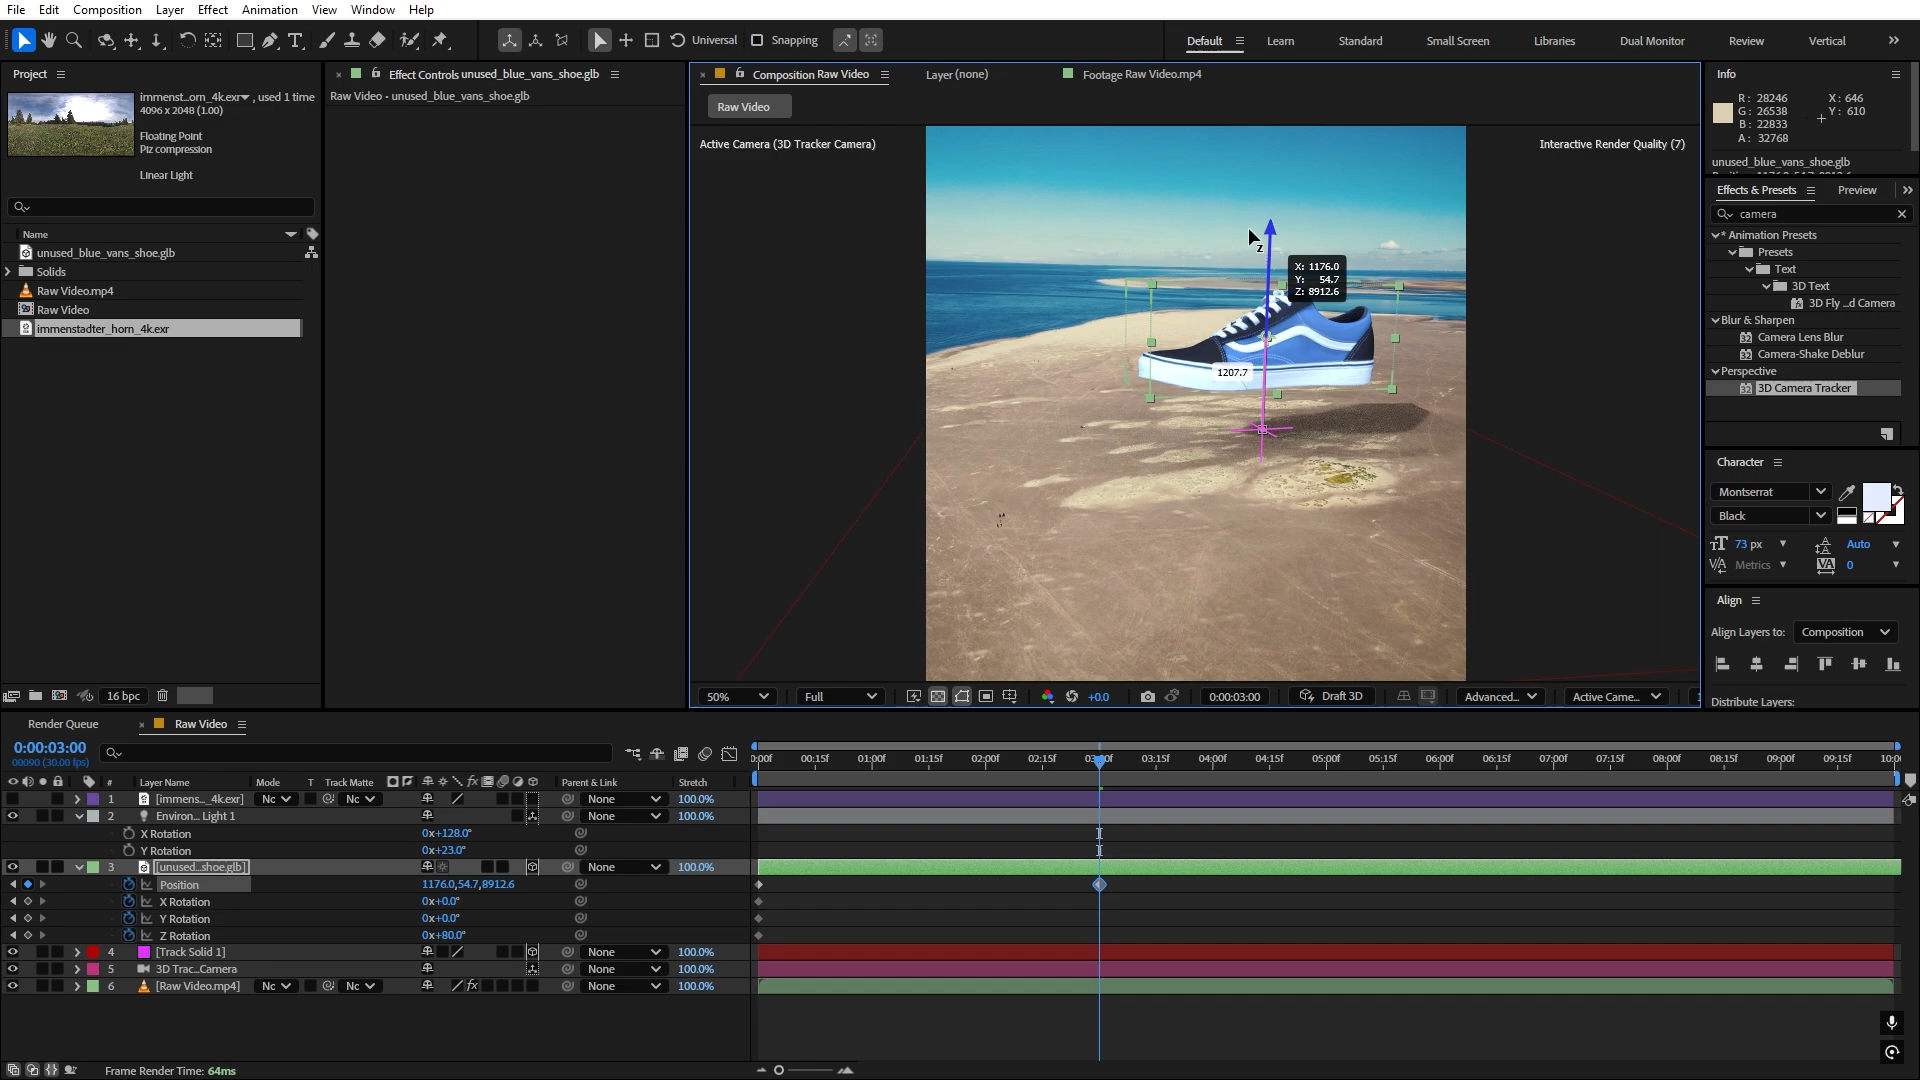 File Edit Composition Layer Effect Animation View Window Help
Universal Snapping Default Learn Standard Small Screen Libraries Dual Monitor Review Vertical
Project
immenst...orn_4k.exr , used 1 time
4096 x 2048 (1.00)
Floating Point
Piz compression
Linear Light
Name
unused_blue_vans_shoe.glb
Solids
Raw Video.mp4
Raw Video
immenstadter_horn_4k.exr
16 bpc
Effect Controls unused_blue_vans_shoe.glb
Raw Video - unused_blue_vans_shoe.glb
Composition Raw Video Layer (none) Footage Raw Video.mp4
Raw Video
Active Camera (3D Tracker Camera) Interactive Render Quality (7)
Z
X: 1176.0
Y: 54.7
Z: 8912.6
1207.7
50% Full +0.0 0:00:03:00 Draft 3D Advanced... Active Came...
Info
R: 28246 X: 646
G: 26538 Y: 610
B: 22833
A: 32768
unused_blue_vans_shoe.glb
Effects & Presets Preview
camera
* Animation Presets
Presets
Text
3D Text
3D Fly ...d Camera
Blur & Sharpen
Camera Lens Blur
Camera-Shake Deblur
Perspective
3D Camera Tracker
Character
Montserrat
Black
73 px Auto
Metrics 0
Align
Align Layers to: Composition
Distribute Layers:
Render Queue Raw Video
0:00:03:00
00090 (30.00 fps)
# Layer Name Mode T Track Matte Parent & Link Stretch
:00f 00:15f 01:00f 01:15f 02:00f 02:15f 03:00f 03:15f 04:00f 04:15f 05:00f 05:15f 06:00f 06:15f 07:00f 07:15f 08:00f 08:15f 09:00f 09:15f 10:0
1 [immens..._4k.exr] Nc Nc None 100.0%
2 Environ... Light 1 None 100.0%
X Rotation 0x+128.0°
Y Rotation 0x+23.0°
3 [unused...shoe.glb] None 100.0%
Position 1176.0,54.7,8912.6
X Rotation 0x+0.0°
Y Rotation 0x+0.0°
Z Rotation 0x+80.0°
4 [Track Solid 1] None 100.0%
5 3D Trac...Camera None 100.0%
6 [Raw Video.mp4] Nc Nc None 100.0%
Frame Render Time: 64ms